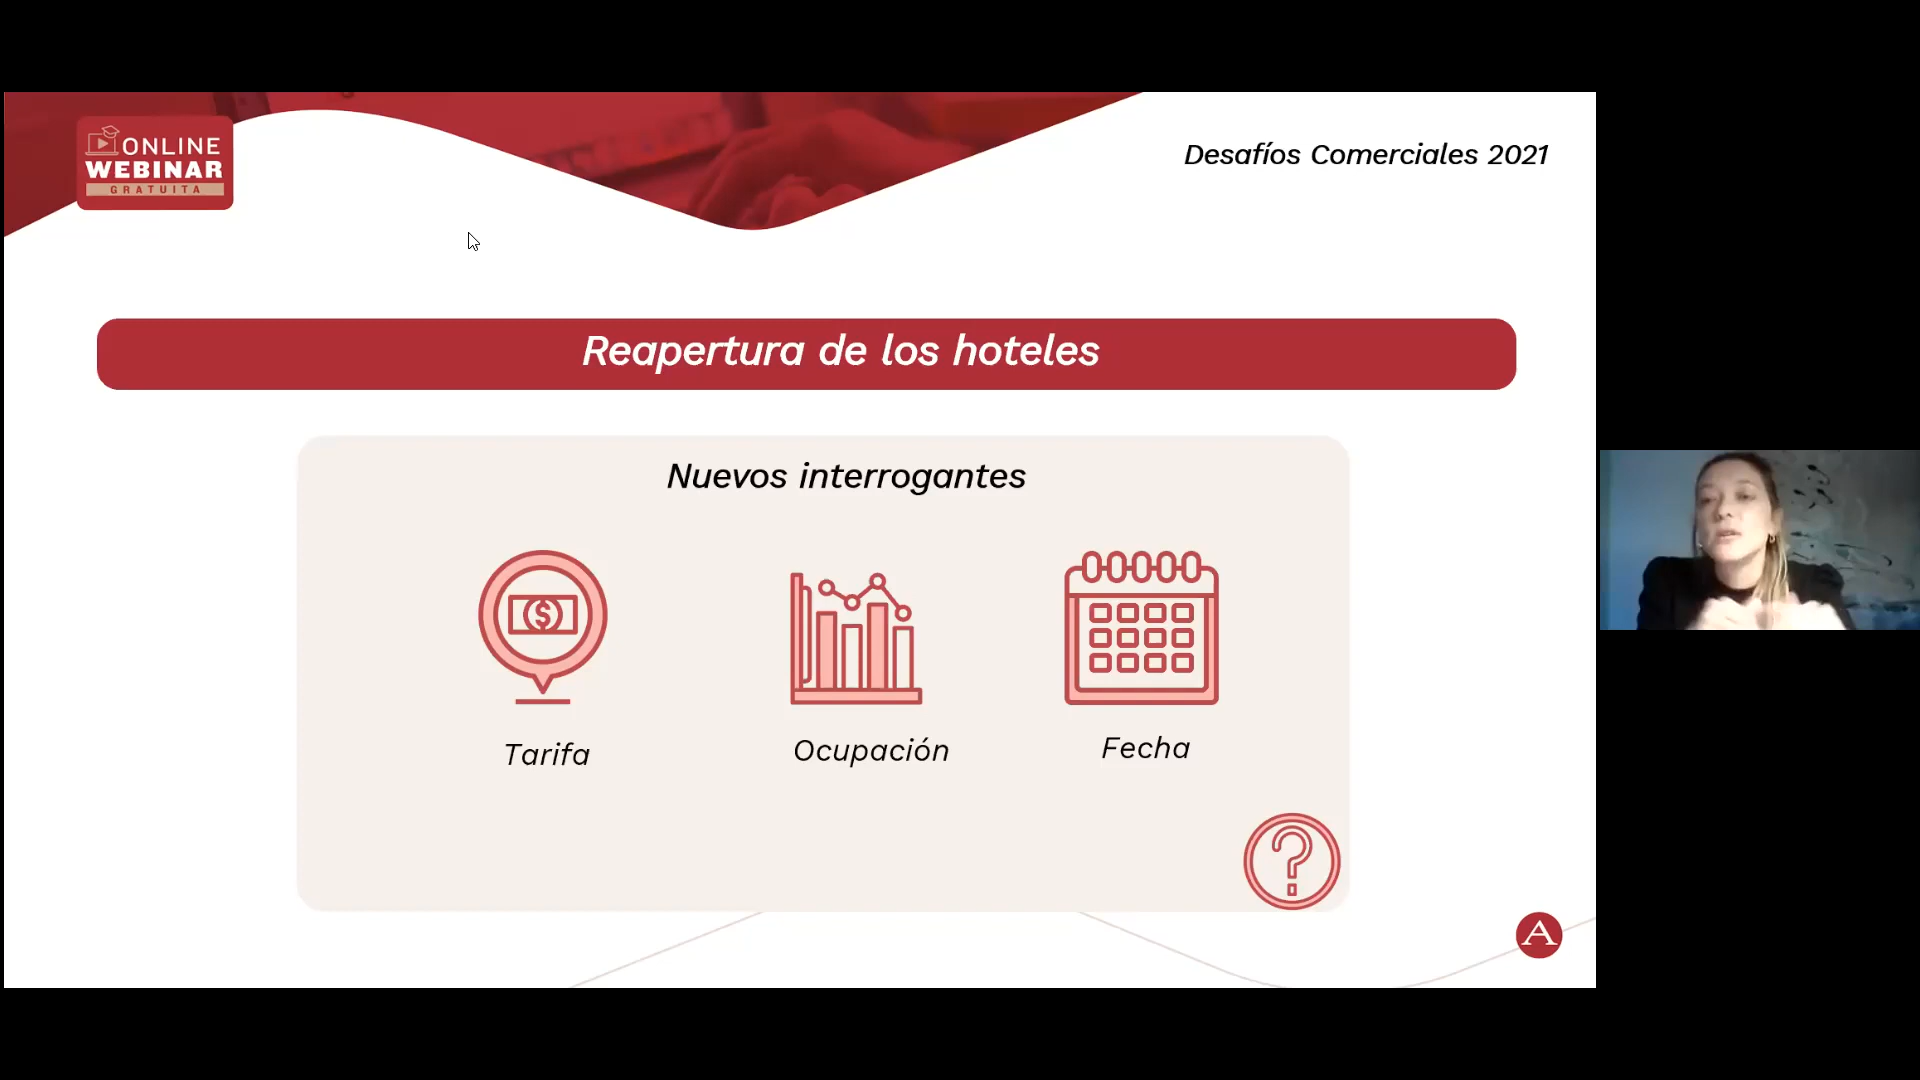 ONLINE
WEBINAR
GRATUITA
Desafíos Comerciales 2021
Reapertura de los hoteles
Nuevos interrogantes
$
Tarifa
Ocupación
Fecha
?
A